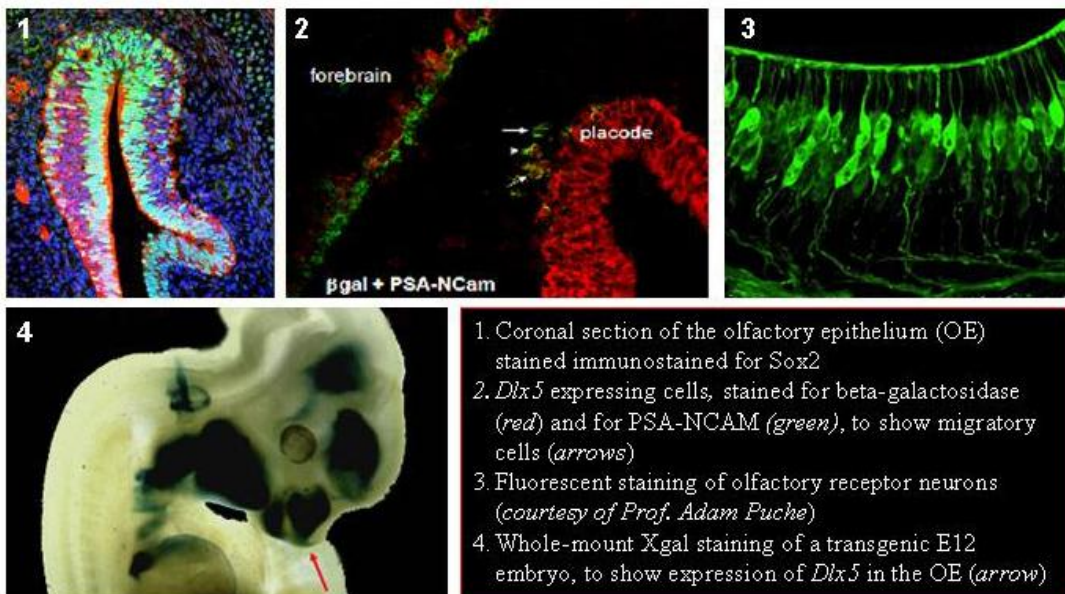 1
2
forebrain
placode
βgal + PSA-NCam
3
4
1. Coronal section of the olfactory epithelium (OE)
stained immunostained for Sox2
2. Dlx5 expressing cells, stained for beta-galactosidase
(red) and for PSA-NCAM (green), to show migratory
cells (arrows)
3. Fluorescent staining of olfactory receptor neurons
(courtesy of Prof. Adam Puche)
4. Whole-mount Xgal staining of a transgenic E12
embryo, to show expression of Dlx5 in the OE (arrow)